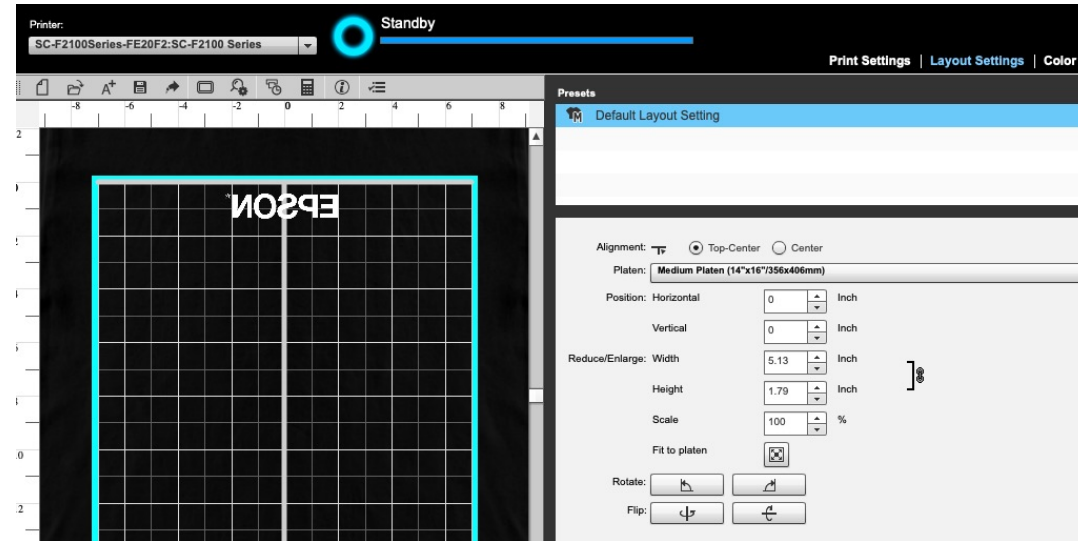 Printer:
SC-F2100Series-FE20F2:SC-F2100 Series
Standby
Print Settings | Layout Settings | Color
-8 -6 -4 -2 0 2 4 6 8
EPSON
Presets
Default Layout Setting
Alignment: Top-Center Center
Platen: Medium Platen (14"x16"/356x406mm)
Position: Horizontal 0 Inch
Vertical 0 Inch
Reduce/Enlarge: Width 5.13 Inch
Height 1.79 Inch
Scale 100 %
Fit to platen
Rotate:
Flip: